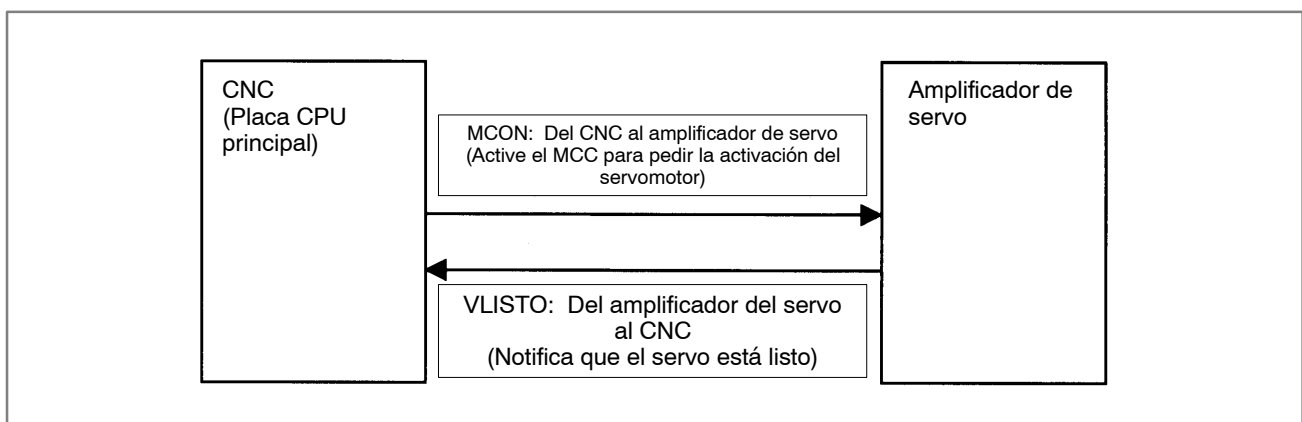 CNC
(Placa CPU
principal)
MCON: Del CNC al amplificador de servo
(Active el MCC para pedir la activación del
servomotor)
VLISTO: Del amplificador del servo
al CNC
(Notifica que el servo está listo)
Amplificador de
servo